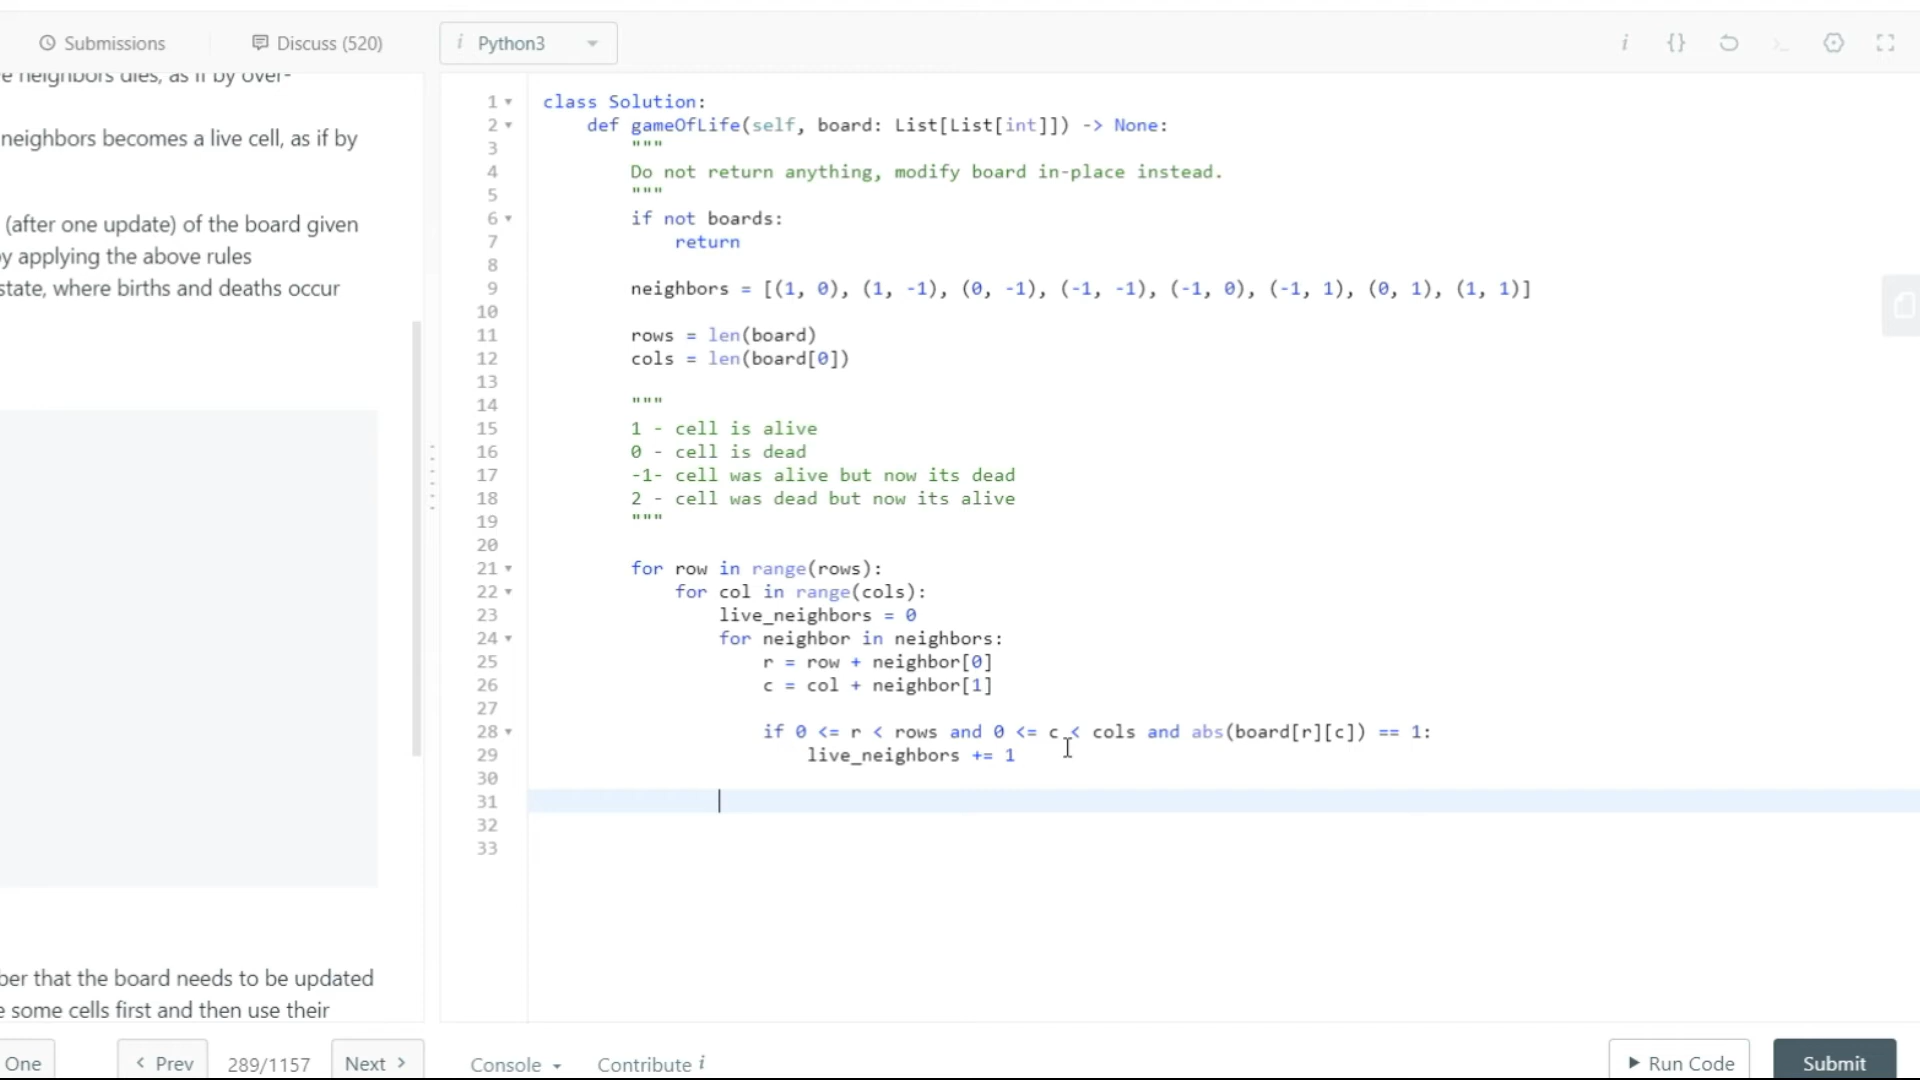 Submissions
Discuss (520)
i Python3
i {}
e neighbors dies, as if by over-
neighbors becomes a live cell, as if by
(after one update) of the board given
y applying the above rules
state, where births and deaths occur
ber that the board needs to be updated
e some cells first and then use their
1 class Solution:
2 def gameOfLife(self, board: List[List[int]]) -> None:
3 """
4 Do not return anything, modify board in-place instead.
5 """
6 if not boards:
7 return
8
9 neighbors = [(1, 0), (1, -1), (0, -1), (-1, -1), (-1, 0), (-1, 1), (0, 1), (1, 1)]
10
11 rows = len(board)
12 cols = len(board[0])
13
14 """
15 1 - cell is alive
16 0 - cell is dead
17 -1- cell was alive but now its dead
18 2 - cell was dead but now its alive
19 """
20
21 for row in range(rows):
22 for col in range(cols):
23 live_neighbors = 0
24 for neighbor in neighbors:
25 r = row + neighbor[0]
26 c = col + neighbor[1]
27
28 if 0 <= r < rows and 0 <= c < cols and abs(board[r][c]) == 1:
29 live_neighbors += 1
30
31
32
33
One
< Prev
289/1157
Next >
Console
Contribute i
Run Code
Submit